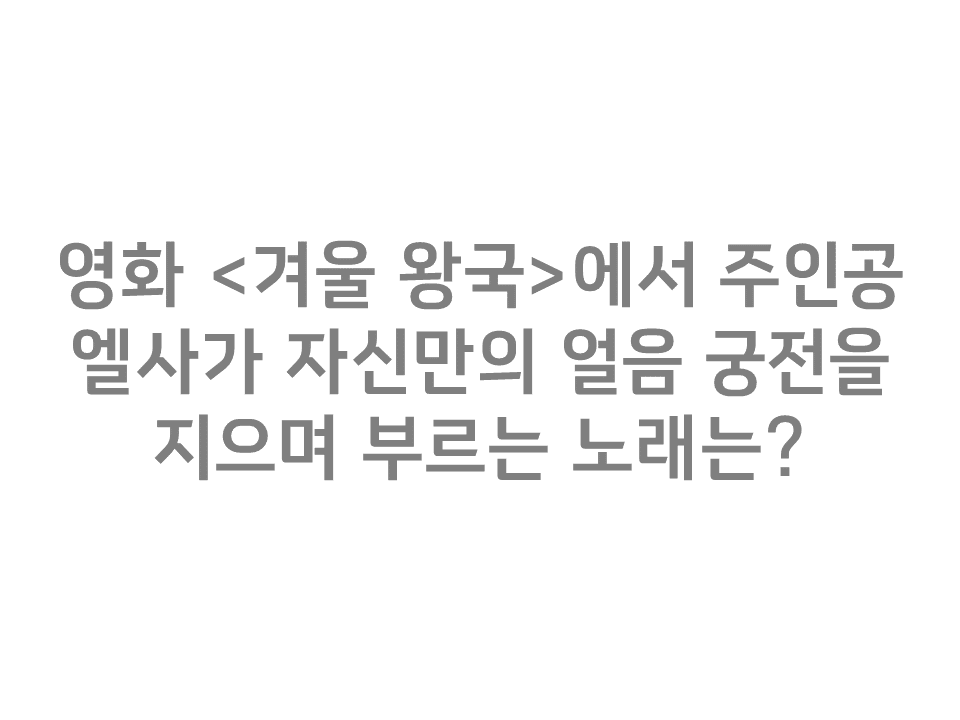 영화 <겨울 왕국>에서 주인공
엘사가 자신만의 얼음 궁전을
지으며 부르는 노래는?